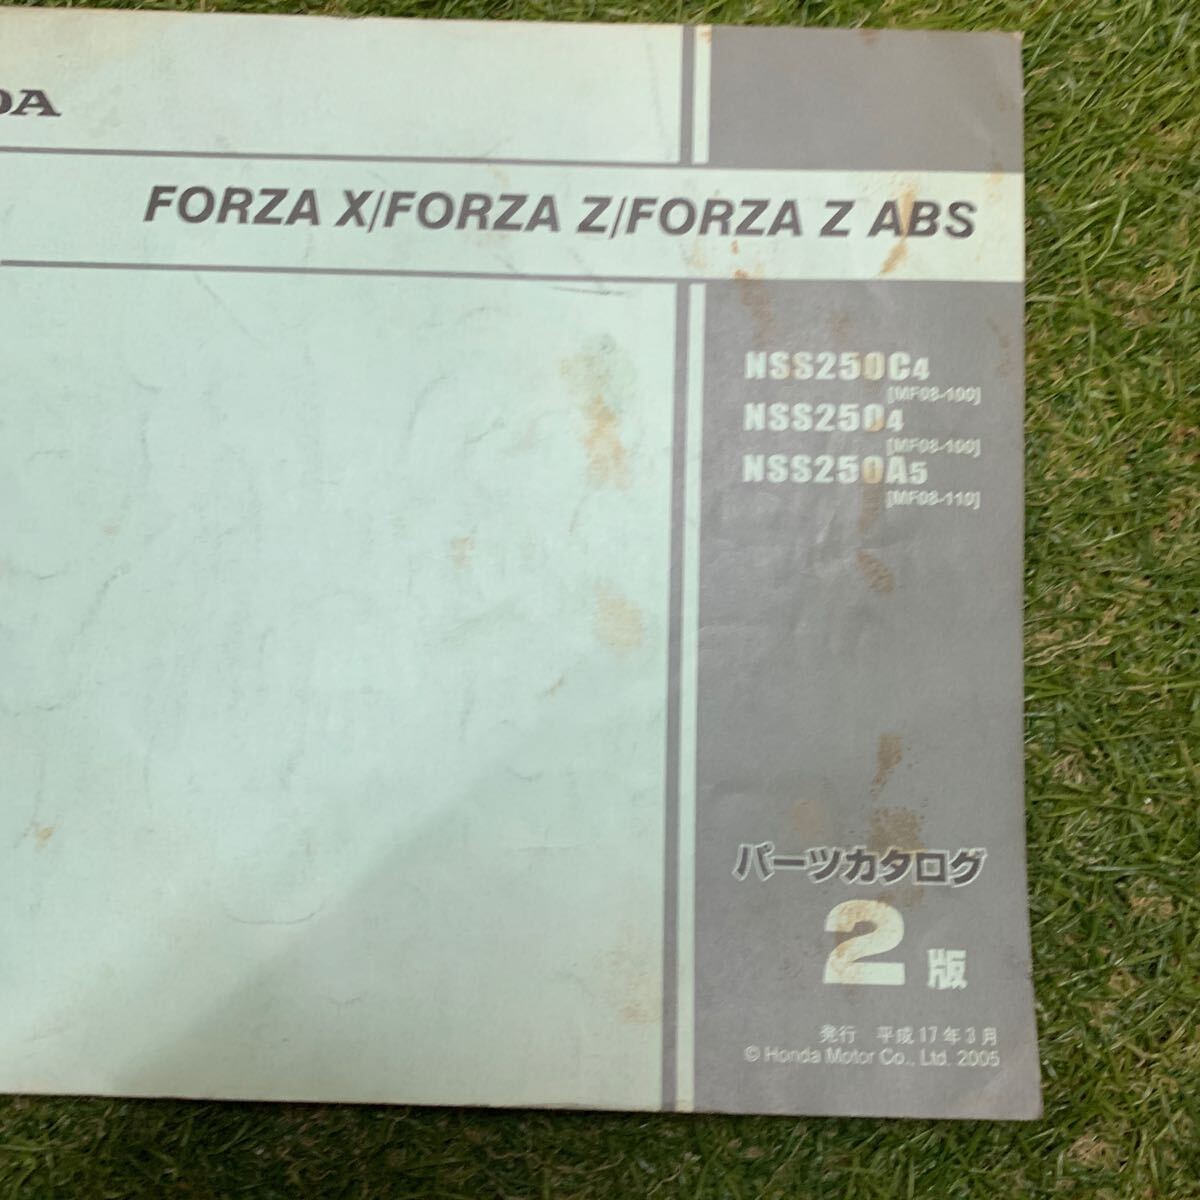 DA
FORZA X/FORZA Z/FORZA Z ABS
NSS250C4
[MF08-100]
NSS2504
[MF08-100]
NSS250A5
[MF08-110]
パーツカタログ
2版
発行 平成17年3月
© Honda Motor Co., Ltd. 2005